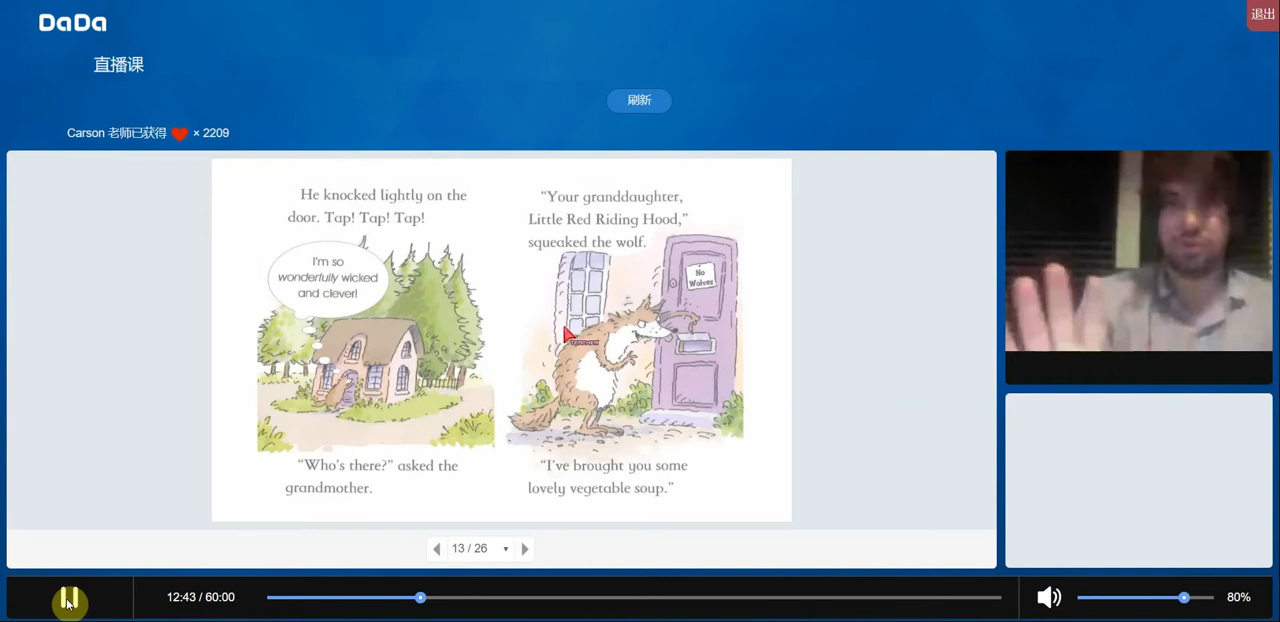 DaDa
退出
直播课
刷新
Carson 老师已获得 × 2209
He knocked lightly on the
door. Tap! Tap! Tap!
I'm so
wonderfully wicked
and clever!
"Who's there?" asked the
grandmother.
“Your granddaughter,
Little Red Riding Hood,”
squeaked the wolf.
No
Wolves
TEACHER
“I’ve brought you some
lovely vegetable soup.”
13 / 26
12:43 / 60:00
80%